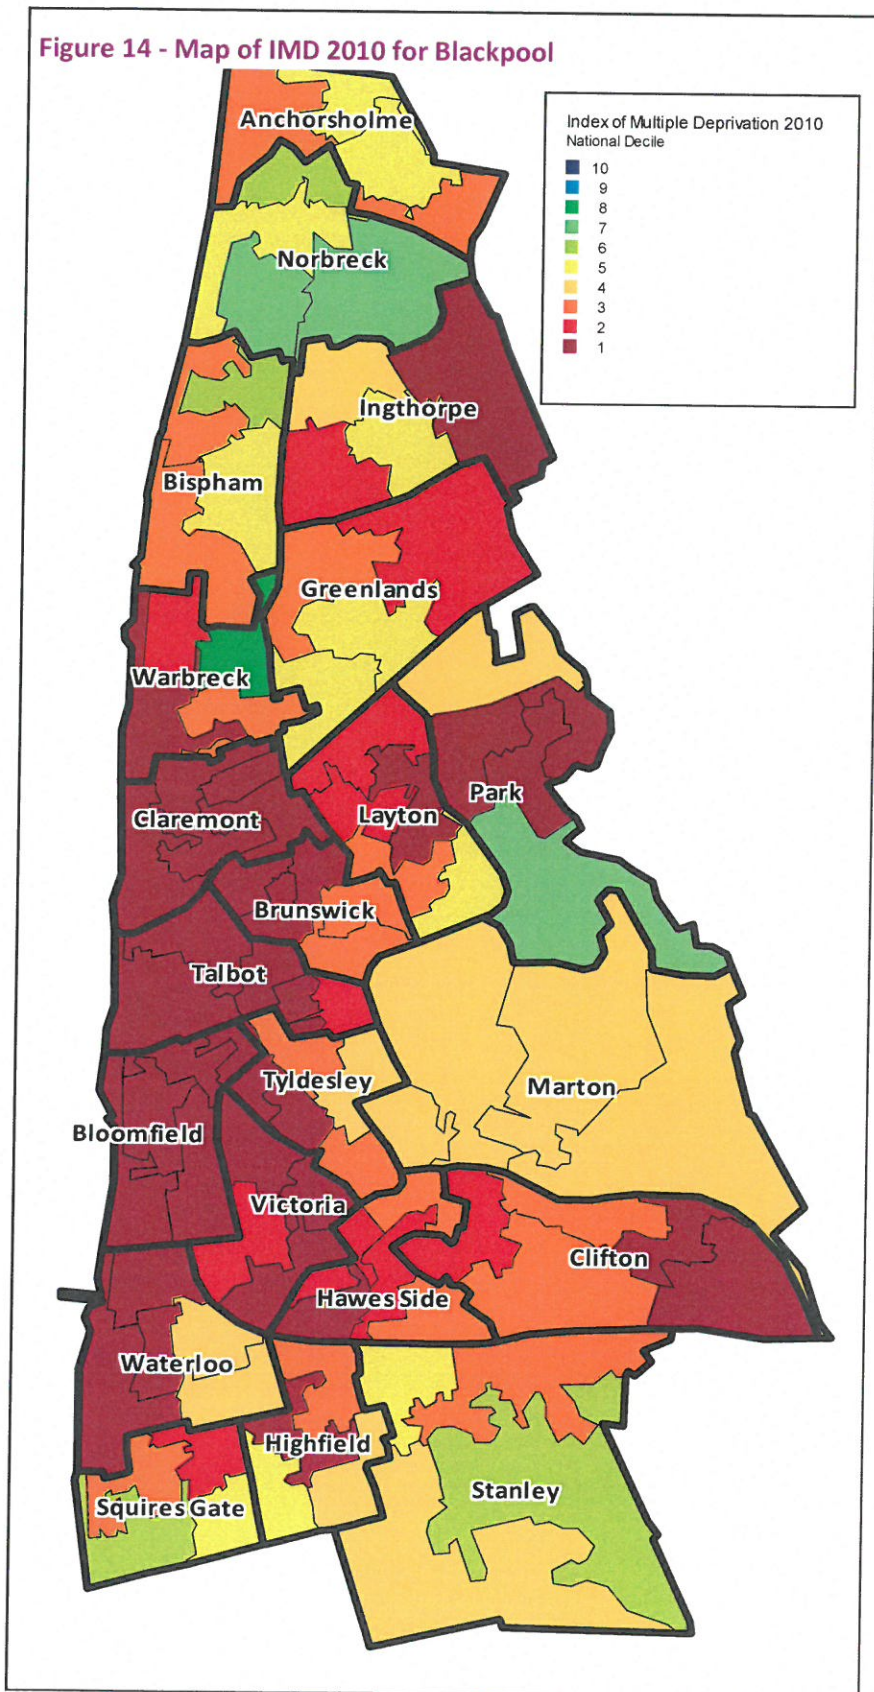 Figure 14 - Map of IMD 2010 for Blackpool
Index of Multiple Deprivation 2010
National Decile
10
9
8
7
6
5
4
3
2
1
Anchorsholme
Norbreck
Ingthorpe
Bispham
Greenlands
Warbreck
Park
Claremont
Layton
Brunswick
Talbot
Tyldesley
Marton
Bloomfield
Victoria
Clifton
Hawes Side
Waterloo
Highfield
Stanley
Squires Gate